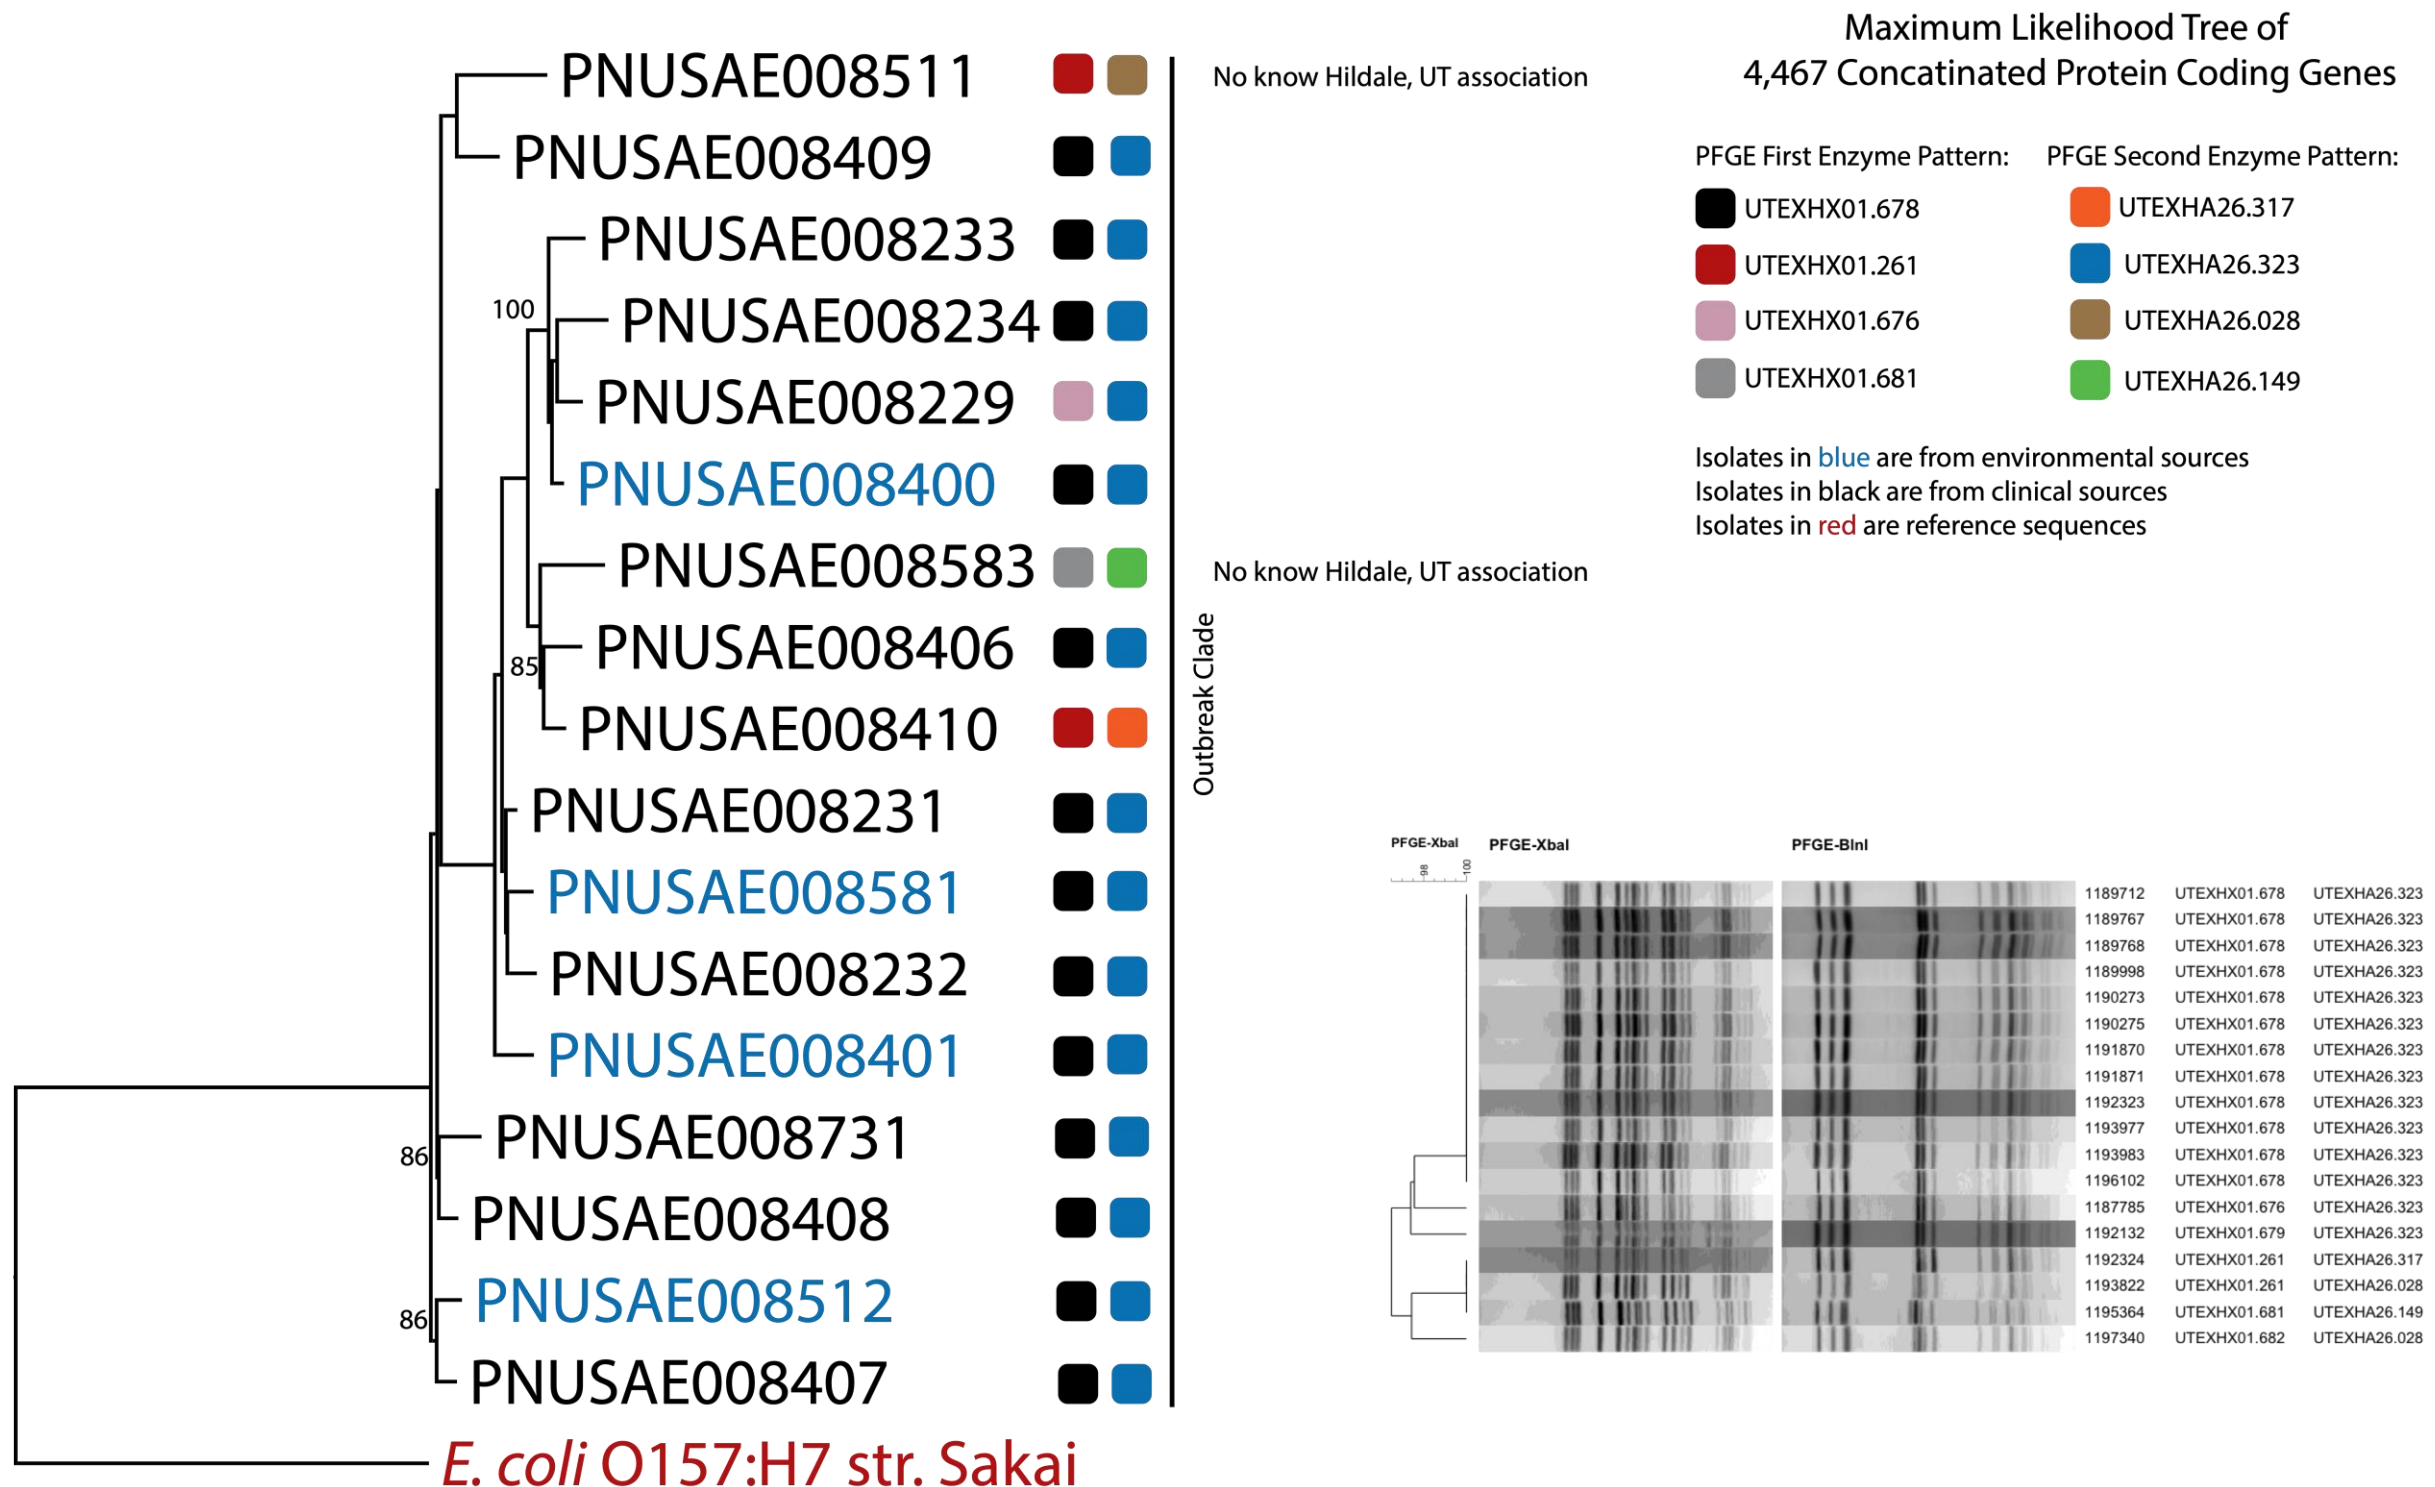 Maximum Likelihood Tree of
4,467 Concatinated Protein Coding Genes
PNUSAE008511
No know Hildale, UT association
PNUSAE008409
PNUSAE008233
100
PNUSAE008234
PNUSAE008229
PNUSAE008400
PNUSAE008583
No know Hildale, UT association
PNUSAE008406
85
PNUSAE008410
PNUSAE008231
PNUSAE008581
PNUSAE008232
PNUSAE008401
PNUSAE008731
86
PNUSAE008408
PNUSAE008512
86
PNUSAE008407
E. coli O157:H7 str. Sakai
Outbreak Clade
PFGE First Enzyme Pattern: PFGE Second Enzyme Pattern:
UTEXHX01.678 UTEXHA26.317
UTEXHX01.261 UTEXHA26.323
UTEXHX01.676 UTEXHA26.028
UTEXHX01.681 UTEXHA26.149
Isolates in blue are from environmental sources
Isolates in black are from clinical sources
Isolates in red are reference sequences
PFGE-XbaI PFGE-XbaI PFGE-BlnI
98 100
1189712 UTEXHX01.678 UTEXHA26.323
1189767 UTEXHX01.678 UTEXHA26.323
1189768 UTEXHX01.678 UTEXHA26.323
1189998 UTEXHX01.678 UTEXHA26.323
1190273 UTEXHX01.678 UTEXHA26.323
1190275 UTEXHX01.678 UTEXHA26.323
1191870 UTEXHX01.678 UTEXHA26.323
1191871 UTEXHX01.678 UTEXHA26.323
1192323 UTEXHX01.678 UTEXHA26.323
1193977 UTEXHX01.678 UTEXHA26.323
1193983 UTEXHX01.678 UTEXHA26.323
1196102 UTEXHX01.678 UTEXHA26.323
1187785 UTEXHX01.676 UTEXHA26.323
1192132 UTEXHX01.679 UTEXHA26.323
1192324 UTEXHX01.261 UTEXHA26.317
1193822 UTEXHX01.261 UTEXHA26.028
1195364 UTEXHX01.681 UTEXHA26.149
1197340 UTEXHX01.682 UTEXHA26.028